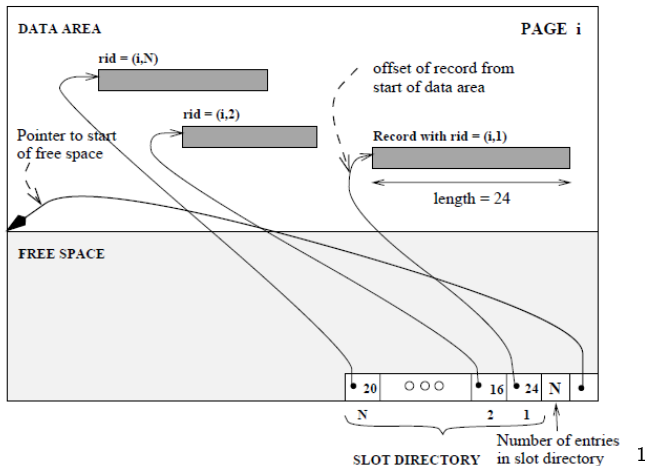 DATA AREA
PAGE i
rid = (i,N)
offset of record from
start of data area
rid = (i,2)
Pointer to start
of free space
Record with rid = (i,1)
length = 24
FREE SPACE
20
16
24
N
N
2
1
SLOT DIRECTORY
Number of entries
in slot directory
1